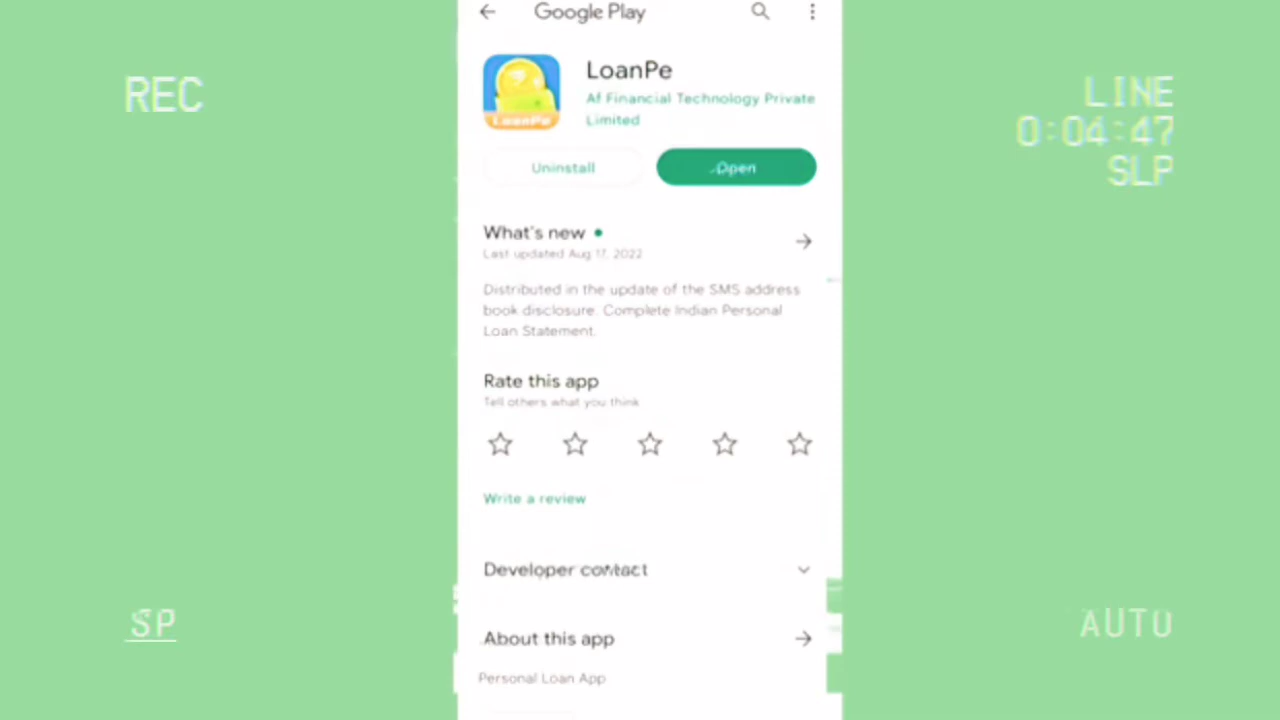 Google Play
REC
LINE
0:04:47
SLP
LoanPe
Af Financial Technology Private
Limited
LoanPe
Uninstall
Open
What's new
Last updated Aug 17, 2022
Distributed in the update of the SMS address
book disclosure. Complete Indian Personal
Loan Statement.
Rate this app
Tell others what you think
Write a review
Developer contact
SP
AUTO
About this app
Personal Loan App